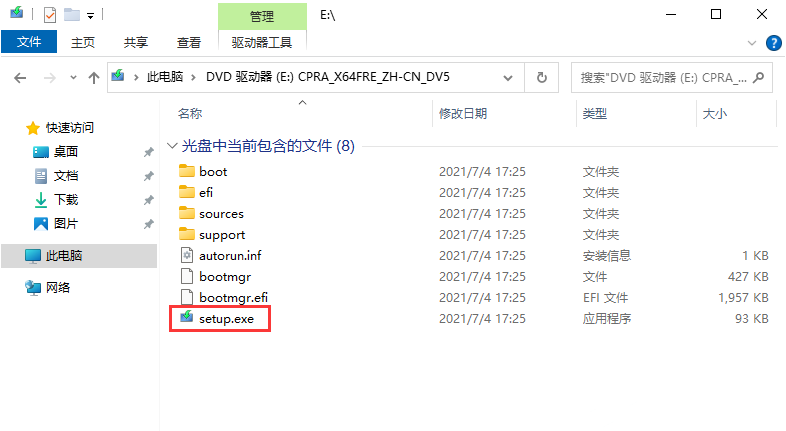 管理 E:\
文件 主页 共享 查看 驱动器工具
此电脑 DVD 驱动器 (E:) CPRA_X64FRE_ZH-CN_DV5 搜索"DVD 驱动器 (E:) CPRA_...
名称 修改日期 类型 大小
快速访问
桌面
文档
下载
图片
此电脑
网络
光盘中当前包含的文件 (8)
boot 2021/7/4 17:25 文件夹
efi 2021/7/4 17:25 文件夹
sources 2021/7/4 17:25 文件夹
support 2021/7/4 17:25 文件夹
autorun.inf 2021/7/4 17:25 安装信息 1 KB
bootmgr 2021/7/4 17:25 文件 427 KB
bootmgr.efi 2021/7/4 17:25 EFI 文件 1,957 KB
setup.exe 2021/7/4 17:25 应用程序 93 KB